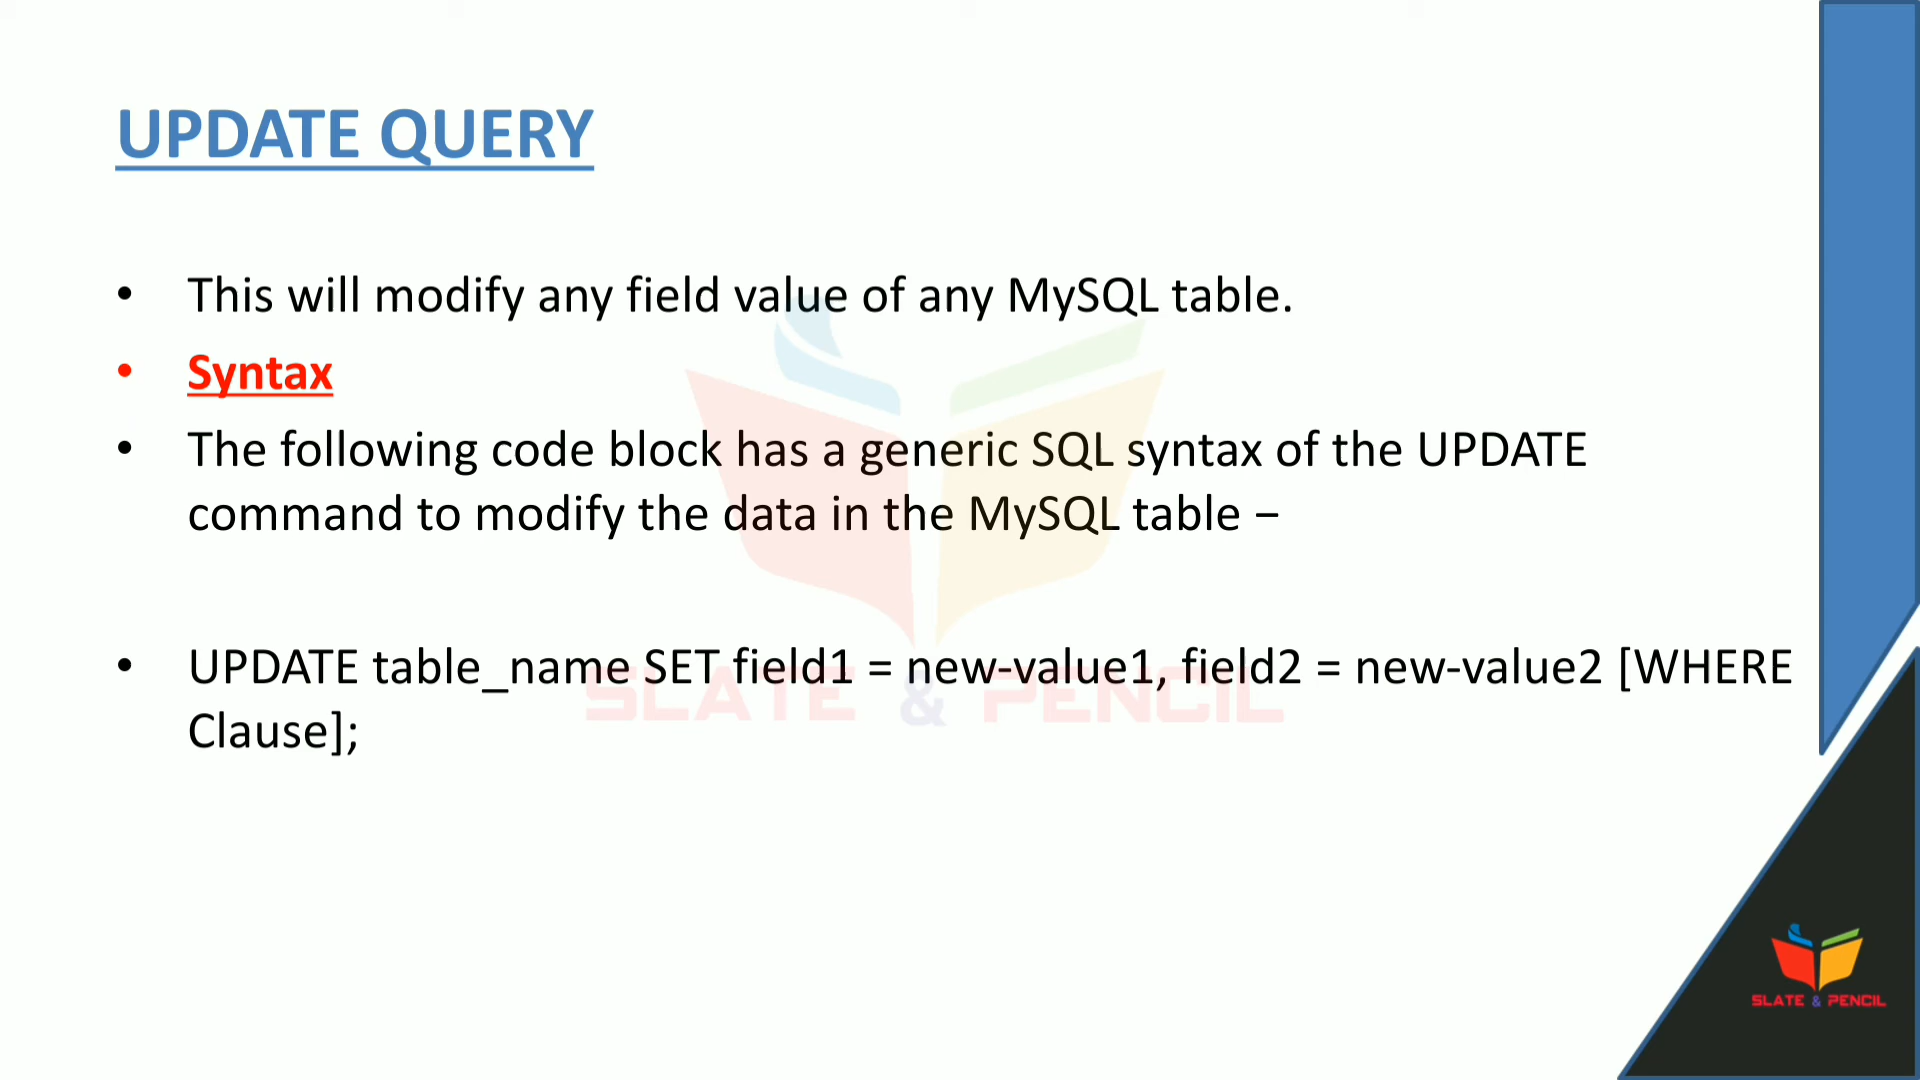 UPDATE QUERY
• This will modify any field value of any MySQL table.
• Syntax
• The following code block has a generic SQL syntax of the UPDATE
command to modify the data in the MySQL table −
• UPDATE table_name SET field1 = new-value1, field2 = new-value2 [WHERE
Clause];
SLATE & PENCIL
SLATE & PENCIL